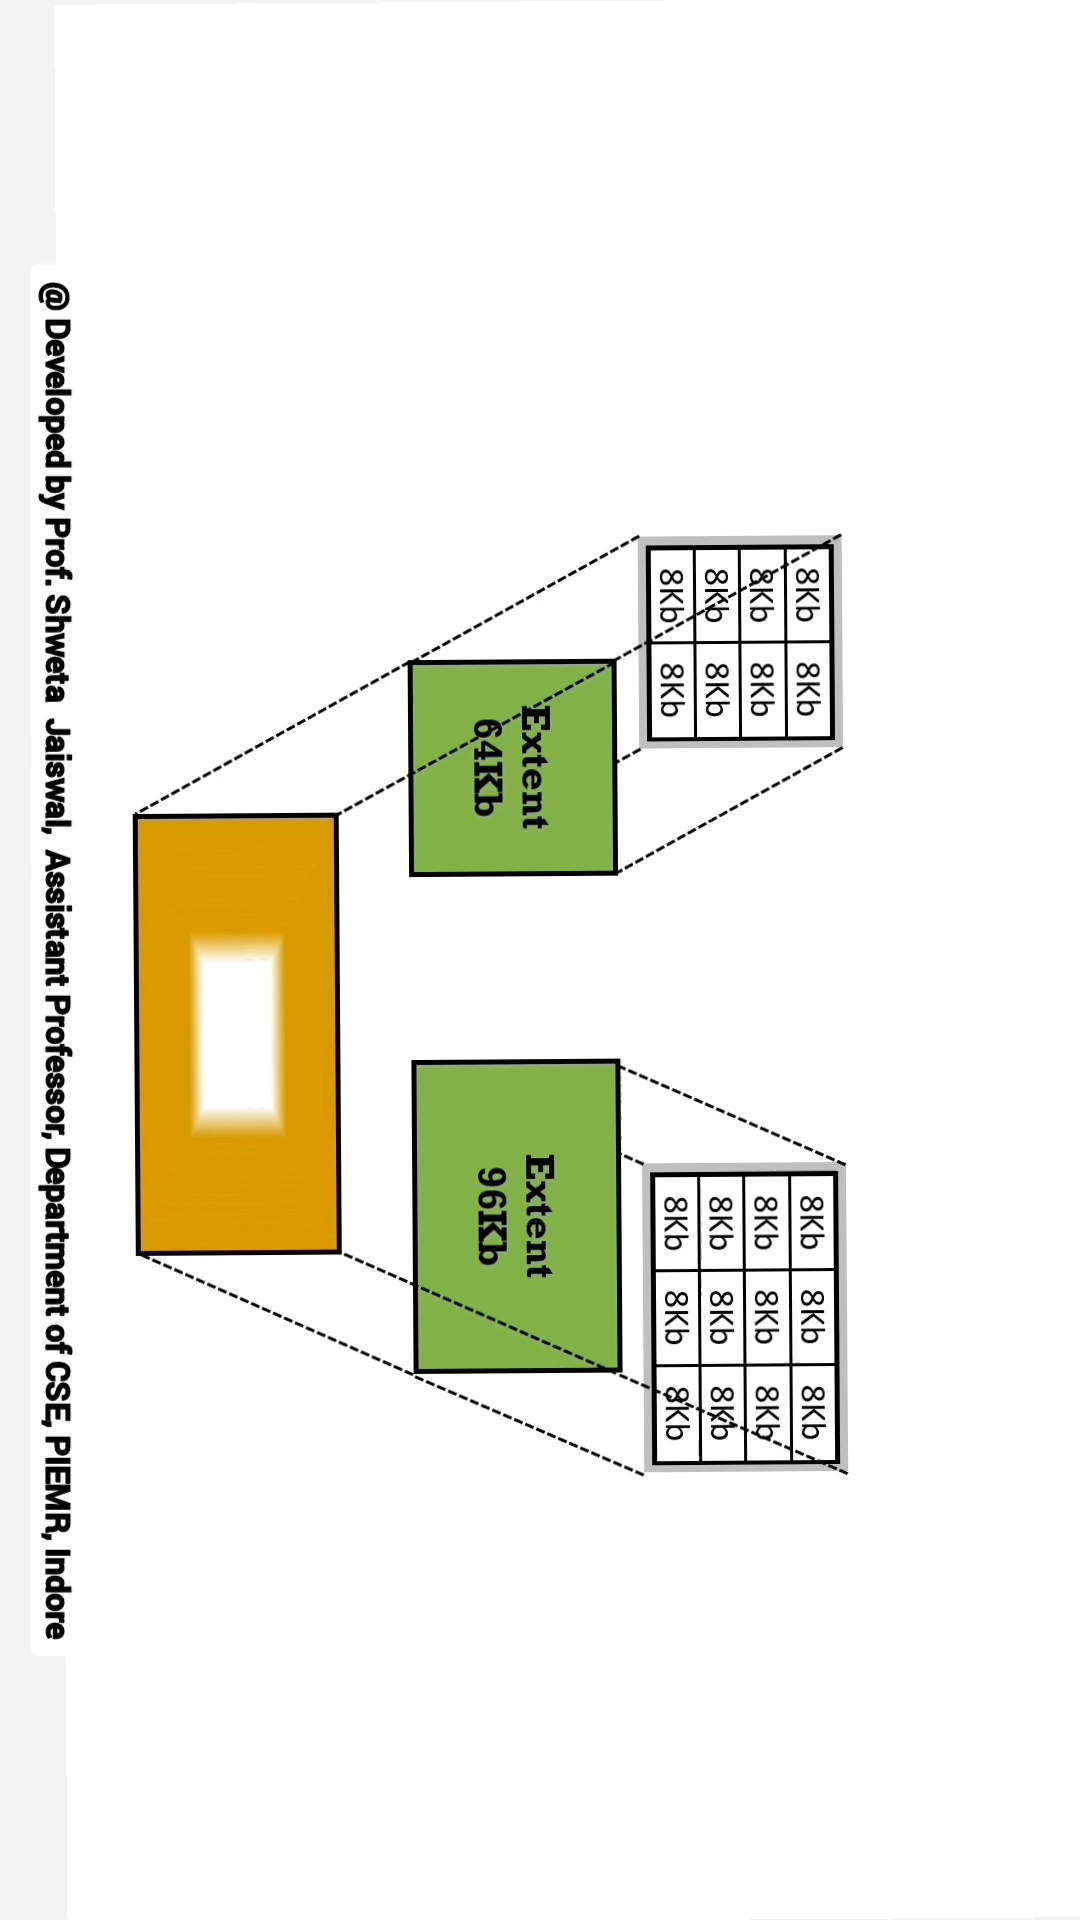 8Kb 8Kb
8Kb 8Kb
8Kb 8Kb
8Kb 8Kb
8Kb 8Kb 8Kb
8Kb 8Kb 8Kb
8Kb 8Kb 8Kb
8Kb 8Kb 8Kb
Extent
64Kb
Extent
96Kb
@ Developed by Prof. Shweta Jaiswal, Assistant Professor, Department of CSE, PIEMR, Indore